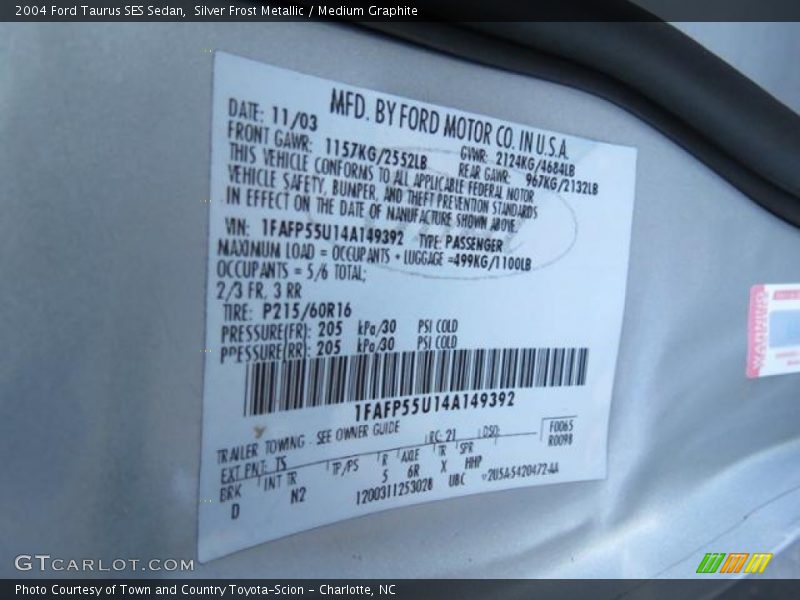 2004 Ford Taurus SES Sedan, Silver Frost Metallic / Medium Graphite
MFD. BY FORD MOTOR CO. IN U.S.A.
DATE: 11/03 GVWR: 2124KG/4684LB
FRONT GAWR: 1157KG/2552LB REAR GAWR: 967KG/2132LB
THIS VEHICLE CONFORMS TO ALL APPLICABLE FEDERAL MOTOR
VEHICLE SAFETY, BUMPER, AND THEFT PREVENTION STANDARDS
IN EFFECT ON THE DATE OF MANUFACTURE SHOWN ABOVE.
VIN: 1FAFP55U14A149392 TYPE: PASSENGER
MAXIMUM LOAD = OCCUPANTS + LUGGAGE =499KG/1100LB
OCCUPANTS = 5/6 TOTAL;
2/3 FR, 3 RR
TIRE: P215/60R16
PRESSURE(FR): 205 kPa/30 PSI COLD
PRESSURE(RR): 205 kPa/30 PSI COLD
1FAFP55U14A149392
TRAILER TOWING - SEE OWNER GUIDE RC: 21 DSO: F0065
EXT PNT: TS R0098
BRK INT TR TP/PS R AXLE TR SPR
D N2 5 6R X HHP
1200311253028 UBC
GTCARLOT.COM
Photo Courtesy of Town and Country Toyota-Scion - Charlotte, NC